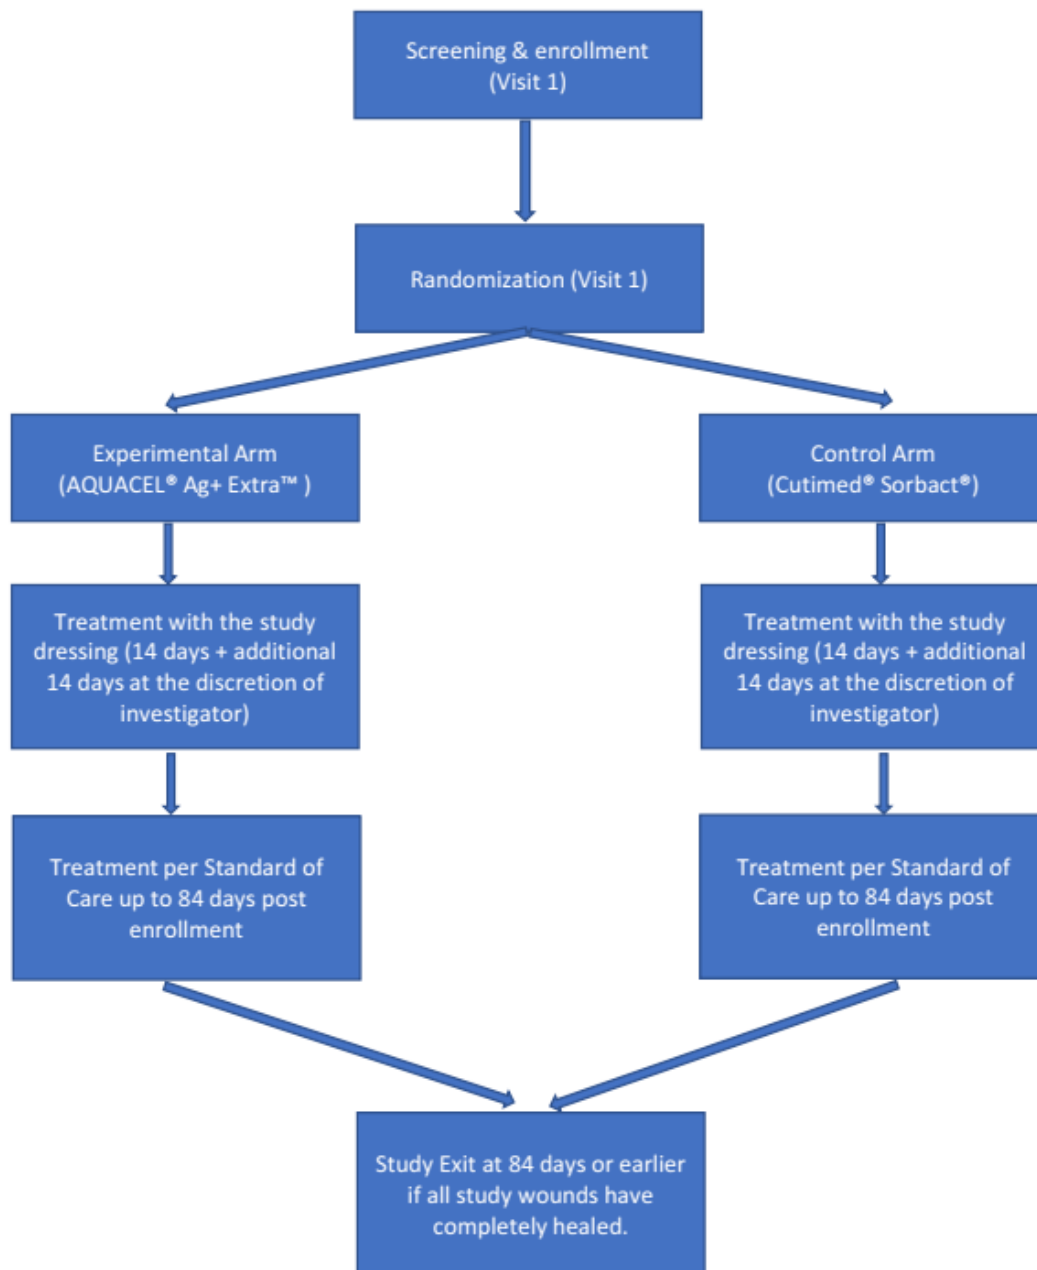 Screening & enrollment
(Visit 1)
Randomization (Visit 1)
Experimental Arm
(AQUACEL® Ag+ Extra™ )
Control Arm
(Cutimed® Sorbact®)
Treatment with the study
dressing (14 days + additional
14 days at the discretion of
investigator)
Treatment with the study
dressing (14 days + additional
14 days at the discretion of
investigator)
Treatment per Standard of
Care up to 84 days post
enrollment
Treatment per Standard of
Care up to 84 days post
enrollment
Study Exit at 84 days or earlier
if all study wounds have
completely healed.